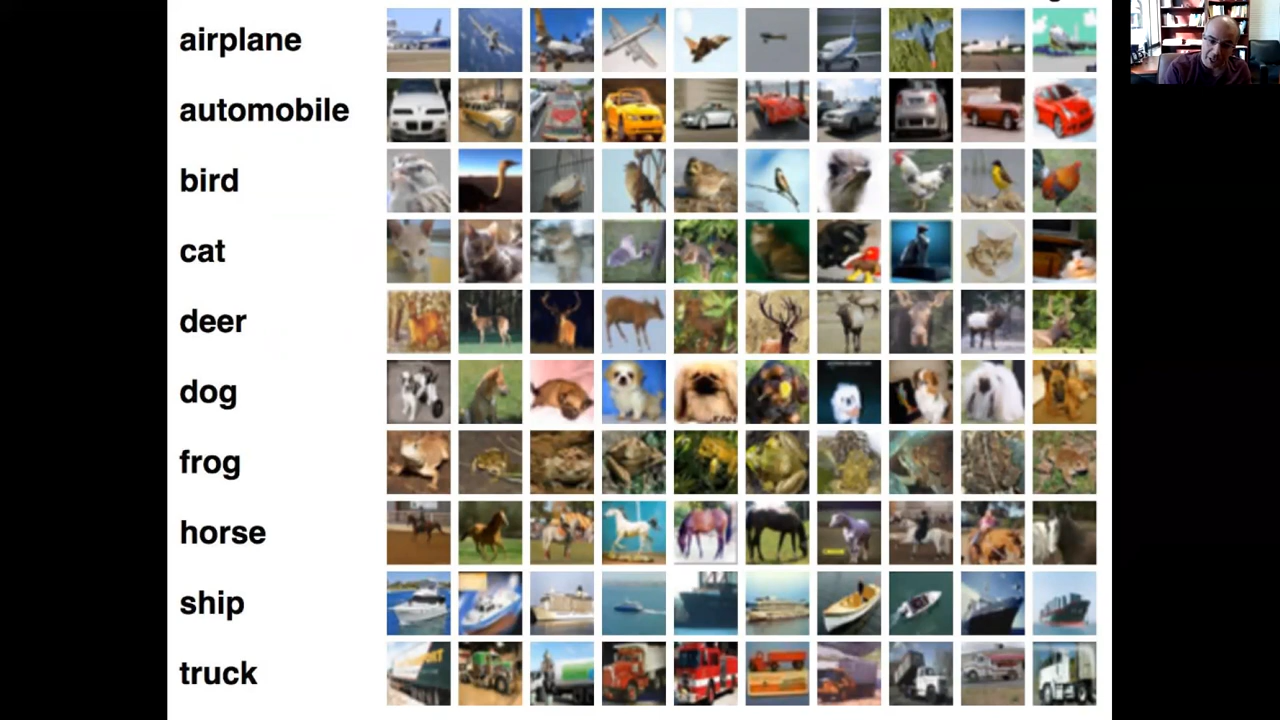 airplane
automobile
bird
cat
deer
dog
frog
horse
ship
truck